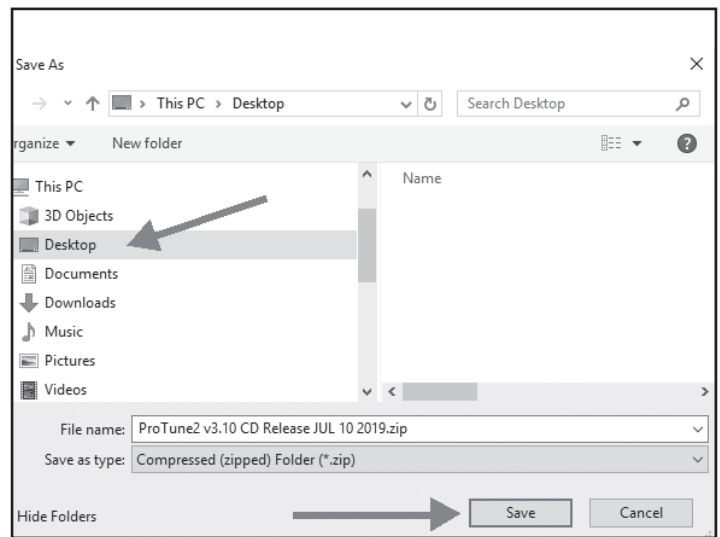 Save As
This PC > Desktop
Search Desktop
rganize
New folder
Name
This PC
3D Objects
Desktop
Documents
Downloads
Music
Pictures
Videos
File name: ProTune2 v3.10 CD Release JUL 10 2019.zip
Save as type: Compressed (zipped) Folder (*.zip)
Hide Folders
Save
Cancel